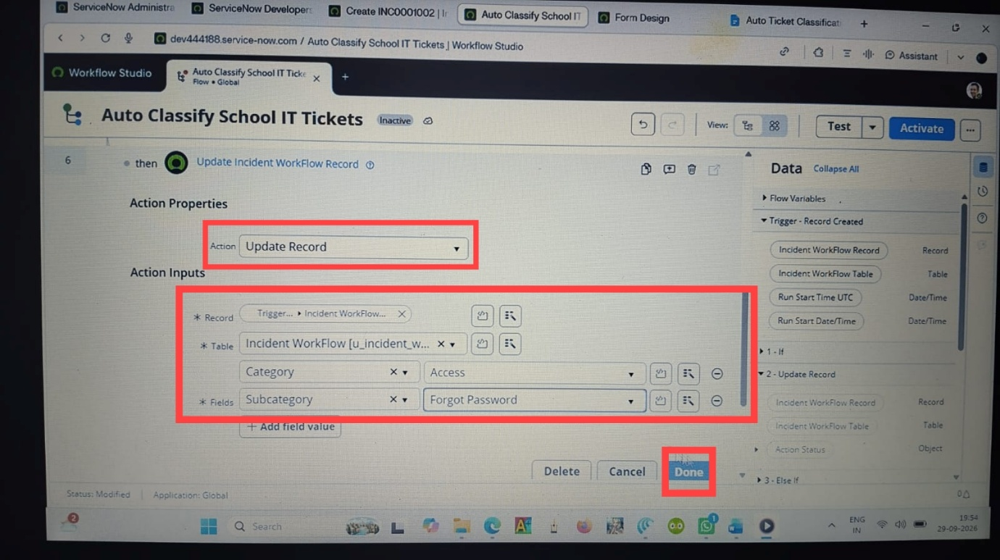 ServiceNow Administra
ServiceNow Developer
Create INC0001002 | In
Auto Classify School IT
Form Design
Auto Ticket Classificat
dev444188.service-now.com / Auto Classify School IT Tickets | Workflow Studio
Assistant
Workflow Studio
Auto Classify School IT Ticke
Flow • Global
Auto Classify School IT Tickets
Inactive
View:
Test
Activate
6
then
Update Incident WorkFlow Record
Data
Collapse All
Action Properties
Flow Variables
Trigger - Record Created
Action
Update Record
Incident WorkFlow Record
Record
Action Inputs
Incident WorkFlow Table
Table
Run Start Time UTC
Date/Time
* Record
Trigger... ▸ Incident WorkFlow...
Run Start Date/Time
Date/Time
* Table
Incident WorkFlow [u_incident_w...
1 - If
Category
Access
2 - Update Record
* Fields
Subcategory
Forgot Password
Incident WorkFlow Record
Record
+ Add field value
Incident WorkFlow Table
Table
Action Status
Object
Delete
Cancel
Done
3 - Else If
Status: Modified
Application: Global
0
2
Search
1
ENG
IN
19:54
29-09-2026